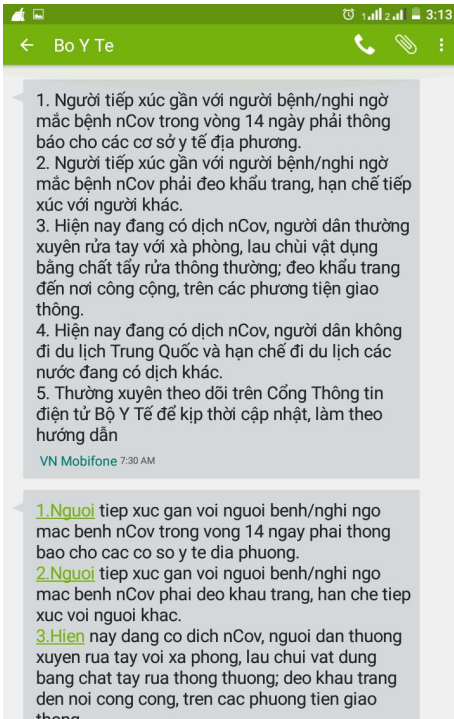 1 2 3:13
Bo Y Te
1. Người tiếp xúc gần với người bệnh/nghi ngờ
mắc bệnh nCov trong vòng 14 ngày phải thông
báo cho các cơ sở y tế địa phương.
2. Người tiếp xúc gần với người bệnh/nghi ngờ
mắc bệnh nCov phải đeo khẩu trang, hạn chế tiếp
xúc với người khác.
3. Hiện nay đang có dịch nCov, người dân thường
xuyên rửa tay với xà phòng, lau chùi vật dụng
bằng chất tẩy rửa thông thường; đeo khẩu trang
đến nơi công cộng, trên các phương tiện giao
thông.
4. Hiện nay đang có dịch nCov, người dân không
đi du lịch Trung Quốc và hạn chế đi du lịch các
nước đang có dịch khác.
5. Thường xuyên theo dõi trên Cổng Thông tin
điện tử Bộ Y Tế để kịp thời cập nhật, làm theo
hướng dẫn
VN Mobifone 7:30 AM
1.Nguoi tiep xuc gan voi nguoi benh/nghi ngo
mac benh nCov trong vong 14 ngay phai thong
bao cho cac co so y te dia phuong.
2.Nguoi tiep xuc gan voi nguoi benh/nghi ngo
mac benh nCov phai deo khau trang, han che tiep
xuc voi nguoi khac.
3.Hien nay dang co dich nCov, nguoi dan thuong
xuyen rua tay voi xa phong, lau chui vat dung
bang chat tay rua thong thuong; deo khau trang
den noi cong cong, tren cac phuong tien giao
thong